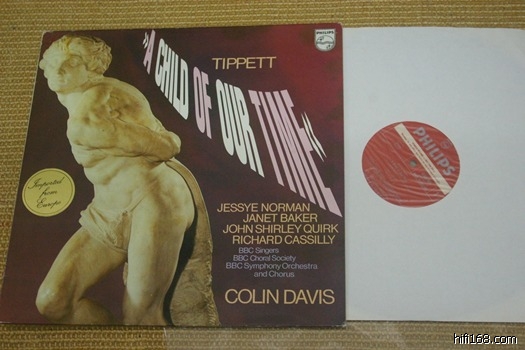 PHILIPS
TIPPETT
"A CHILD OF OUR TIME"
JESSYE NORMAN
JANET BAKER
JOHN SHIRLEY QUIRK
RICHARD CASSILLY
BBC Singers
BBC Choral Society
BBC Symphony Orchestra
and Chorus
COLIN DAVIS
Imported
from
Europe
PHILIPS
hifi168.com